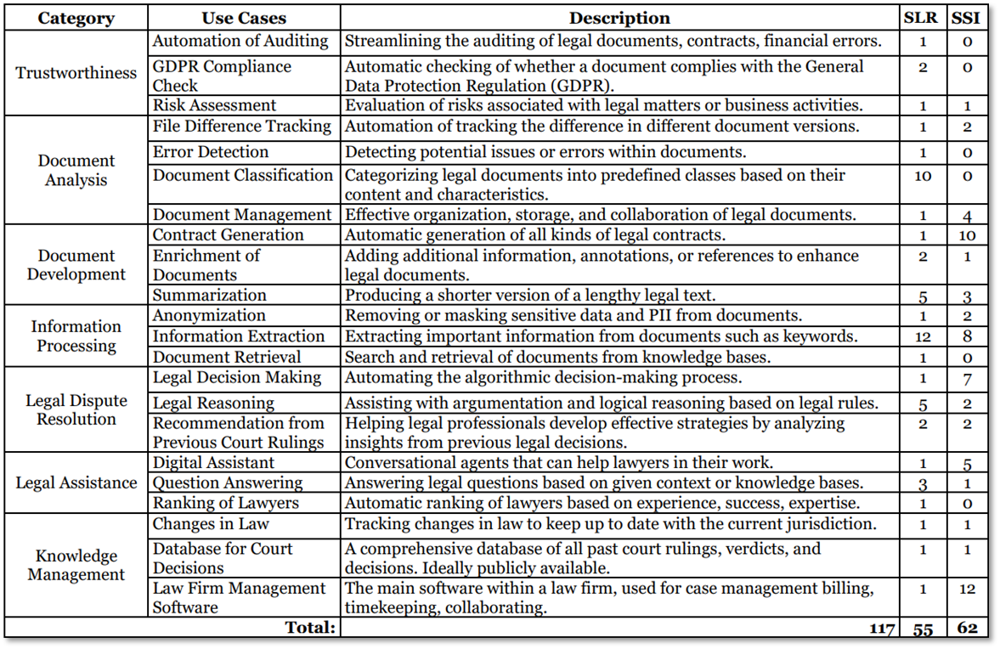 Category Use Cases Description SLR SSI
Trustworthiness
Automation of Auditing Streamlining the auditing of legal documents, contracts, financial errors. 1 0
GDPR Compliance Automatic checking of whether a document complies with the General 2 0
Check Data Protection Regulation (GDPR).
Risk Assessment Evaluation of risks associated with legal matters or business activities. 1 1
Document
Analysis
File Difference Tracking Automation of tracking the difference in different document versions. 1 2
Error Detection Detecting potential issues or errors within documents. 1 0
Document Classification Categorizing legal documents into predefined classes based on their 10 0
content and characteristics.
Document Management Effective organization, storage, and collaboration of legal documents. 1 4
Document
Development
Contract Generation Automatic generation of all kinds of legal contracts. 1 10
Enrichment of Adding additional information, annotations, or references to enhance 2 1
Documents legal documents.
Summarization Producing a shorter version of a lengthy legal text. 5 3
Information
Processing
Anonymization Removing or masking sensitive data and PII from documents. 1 2
Information Extraction Extracting important information from documents such as keywords. 12 8
Document Retrieval Search and retrieval of documents from knowledge bases. 1 0
Legal Dispute
Resolution
Legal Decision Making Automating the algorithmic decision-making process. 1 7
Legal Reasoning Assisting with argumentation and logical reasoning based on legal rules. 5 2
Recommendation from Helping legal professionals develop effective strategies by analyzing 2 2
Previous Court Rulings insights from previous legal decisions.
Legal Assistance
Digital Assistant Conversational agents that can help lawyers in their work. 1 5
Question Answering Answering legal questions based on given context or knowledge bases. 3 1
Ranking of Lawyers Automatic ranking of lawyers based on experience, success, expertise. 1 0
Knowledge
Management
Changes in Law Tracking changes in law to keep up to date with the current jurisdiction. 1 1
Database for Court A comprehensive database of all past court rulings, verdicts, and 1 1
Decisions decisions. Ideally publicly available.
Law Firm Management The main software within a law firm, used for case management billing, 1 12
Software timekeeping, collaborating.
Total: 117 55 62